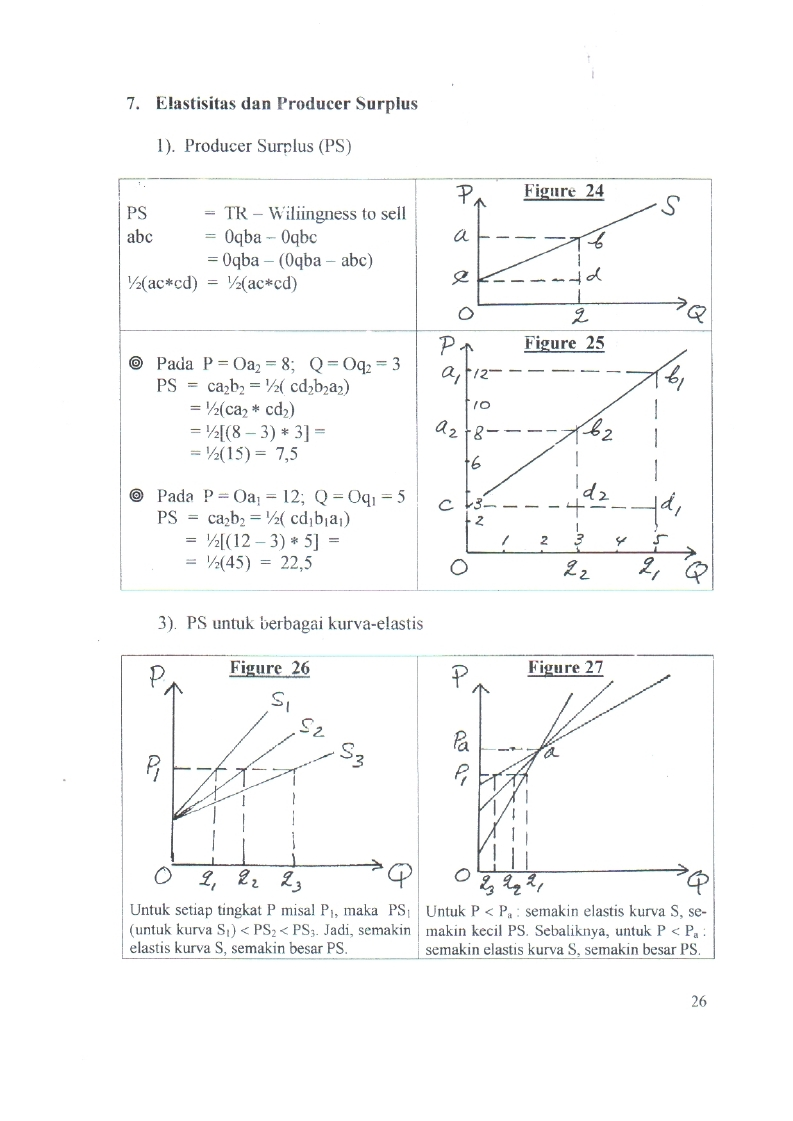 7. Elastisitas dan Producer Surplus
1). Producer Surplus (PS)
PS = TR – Wiliingness to sell
abc = 0qba – 0qbc
= 0qba – (0qba – abc)
½(ac*cd) = ½(ac*cd)
Figure 24
P
S
a
b
c
d
O
q
Q
◎ Pada P = Oa₂ = 8; Q = Oq₂ = 3
PS = ca₂b₂ = ½( cd₂b₂a₂)
= ½(ca₂ * cd₂)
= ½[(8 – 3) * 3] =
= ½(15) = 7,5
◎ Pada P = Oa₁ = 12; Q = Oq₁ = 5
PS = ca₂b₂ = ½( cd₁b₁a₁)
= ½[(12 – 3) * 5] =
= ½(45) = 22,5
Figure 25
P
a₁ 12 b₁
10
a₂ 8 b₂
6
c 3 d₂ d₁
2
1 2 3 4 5
O q₂ q₁ Q
3). PS untuk berbagai kurva-elastis
Figure 26
P
S₁
S₂
S₃
P₁
O q₁ q₂ q₃ Q
Untuk setiap tingkat P misal P₁, maka PS₁
(untuk kurva S₁) < PS₂ < PS₃. Jadi, semakin
elastis kurva S, semakin besar PS.
Figure 27
P
Pa
a
P₁
O q₃ q₂ q₁ Q
Untuk P < Pₐ : semakin elastis kurva S, se-
makin kecil PS. Sebaliknya, untuk P < Pₐ :
semakin elastis kurva S, semakin besar PS.
26